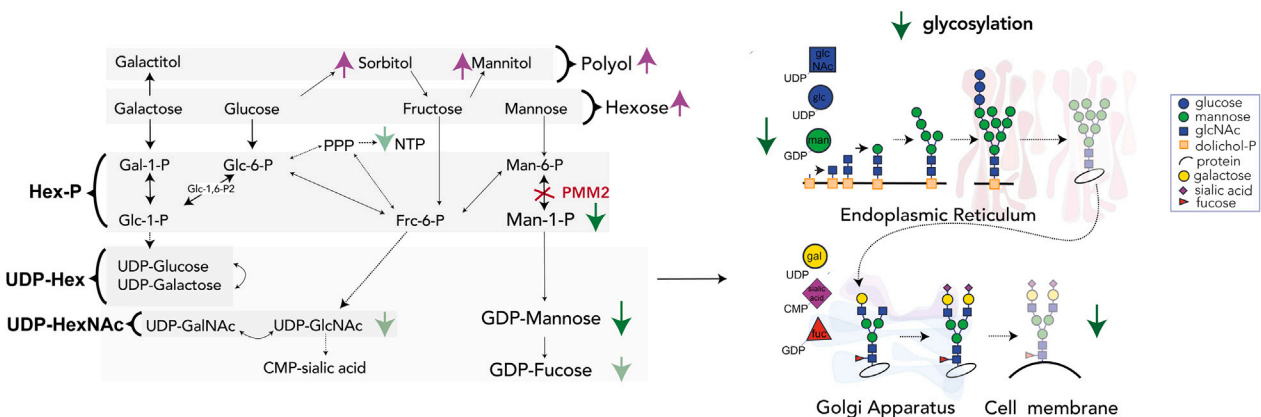 Galactitol
Sorbitol
Mannitol
Polyol
Galactose
Glucose
Fructose
Mannose
Hexose
PPP
NTP
Hex-P
Gal-1-P
Glc-6-P
Man-6-P
Glc-1,6-P2
PMM2
Glc-1-P
Frc-6-P
Man-1-P
UDP-Hex
UDP-Glucose
UDP-Galactose
UDP-HexNAc
UDP-GalNAc
UDP-GlcNAc
GDP-Mannose
CMP-sialic acid
GDP-Fucose
glycosylation
glc
NAc
UDP
glc
UDP
man
GDP
Endoplasmic Reticulum
glucose
mannose
glcNAc
dolichol-P
protein
galactose
sialic acid
fucose
gal
UDP
sialic
acid
CMP
fuc
GDP
Golgi Apparatus
Cell membrane